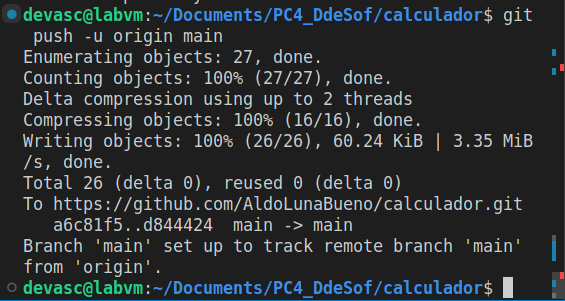 devasc@labvm:~/Documents/PC4_DdeSof/calculador$ git
 push -u origin main
Enumerating objects: 27, done.
Counting objects: 100% (27/27), done.
Delta compression using up to 2 threads
Compressing objects: 100% (16/16), done.
Writing objects: 100% (26/26), 60.24 KiB | 3.35 MiB
/s, done.
Total 26 (delta 0), reused 0 (delta 0)
To https://github.com/AldoLunaBueno/calculador.git
   a6c81f5..d844424  main -> main
Branch 'main' set up to track remote branch 'main'
from 'origin'.
devasc@labvm:~/Documents/PC4_DdeSof/calculador$